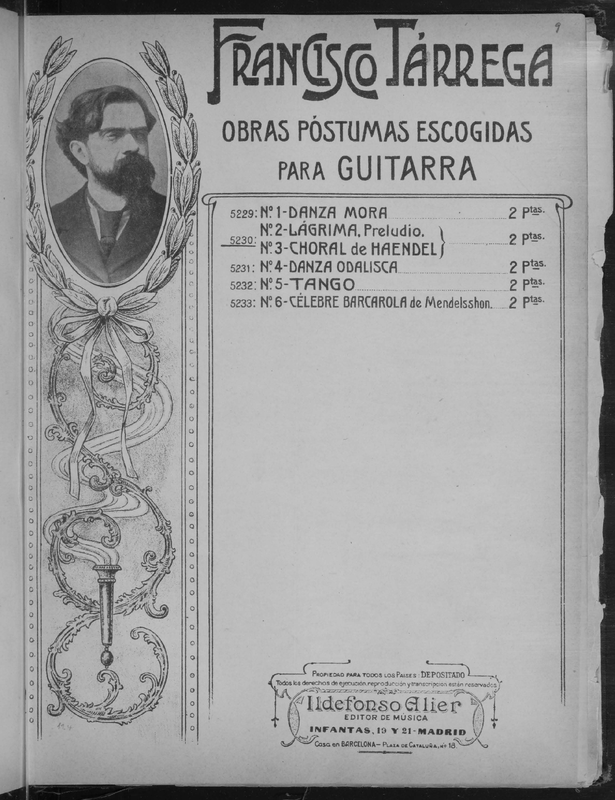 9
FRANCISCO TÁRREGA
OBRAS PÓSTUMAS ESCOGIDAS
PARA GUITARRA
5229: Nº 1-DANZA MORA 2 Ptas.
5230: Nº 2-LÁGRIMA, Preludio.
Nº 3-CHORAL de HAENDEL } 2 Ptas.
5231: Nº 4-DANZA ODALISCA 2 Ptas.
5232: Nº 5-TANGO 2 Ptas.
5233: Nº 6-CÉLEBRE BARCAROLA de Mendelsshon. 2 Ptas.
PROPIEDAD PARA TODOS LOS PAISES: DEPOSITADO
Todos los derechos de ejecución, reproducción y transcripción están reservados
Ildefonso Alier
EDITOR DE MÚSICA
INFANTAS, 19 Y 21-MADRID
Casa en BARCELONA-PLAZA DE CATALUÑA, nº 18